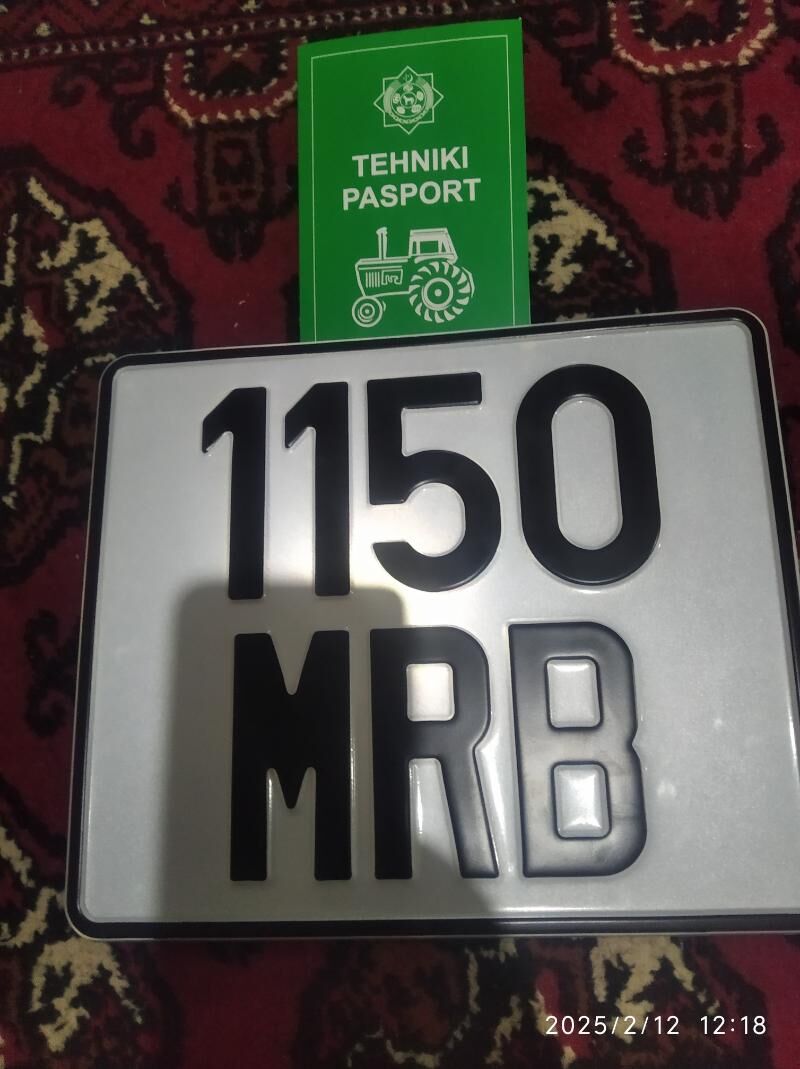 TEHNIKI
PASPORT
1150
MRB
2025/2/12 12:18